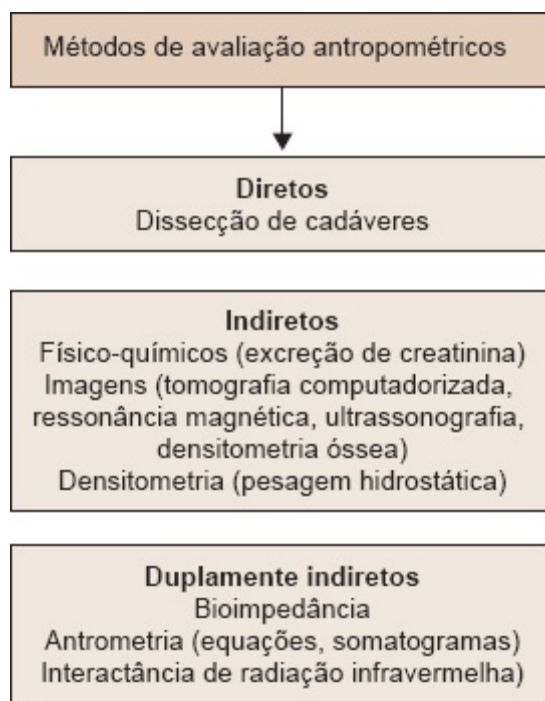 Métodos de avaliação antropométricos
Diretos
Dissecção de cadáveres
Indiretos
Físico-químicos (excreção de creatinina)
Imagens (tomografia computadorizada,
ressonância magnética, ultrassonografia,
densitometria óssea)
Densitometria (pesagem hidrostática)
Duplamente indiretos
Bioimpedância
Antrometria (equações, somatogramas)
Interactância de radiação infravermelha)